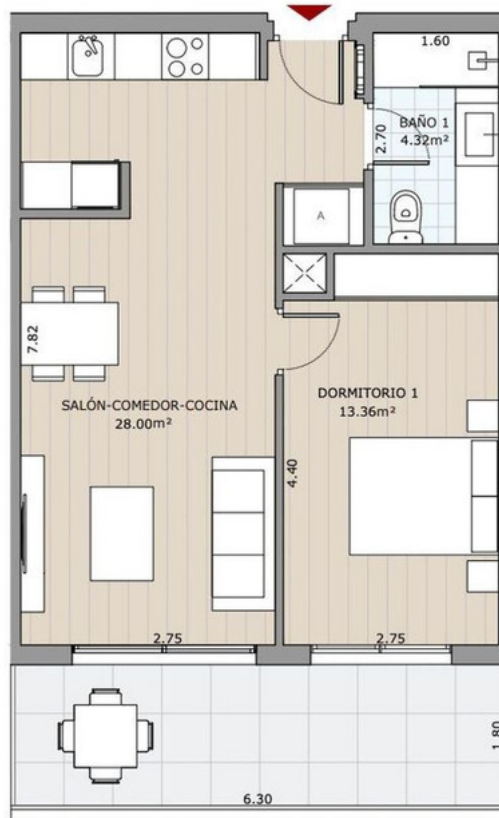 1.60
BAÑO 1
4.32m²
2.70
A
7.82
SALÓN-COMEDOR-COCINA
28.00m²
DORMITORIO 1
13.36m²
4.40
2.75
2.75
1.80
6.30